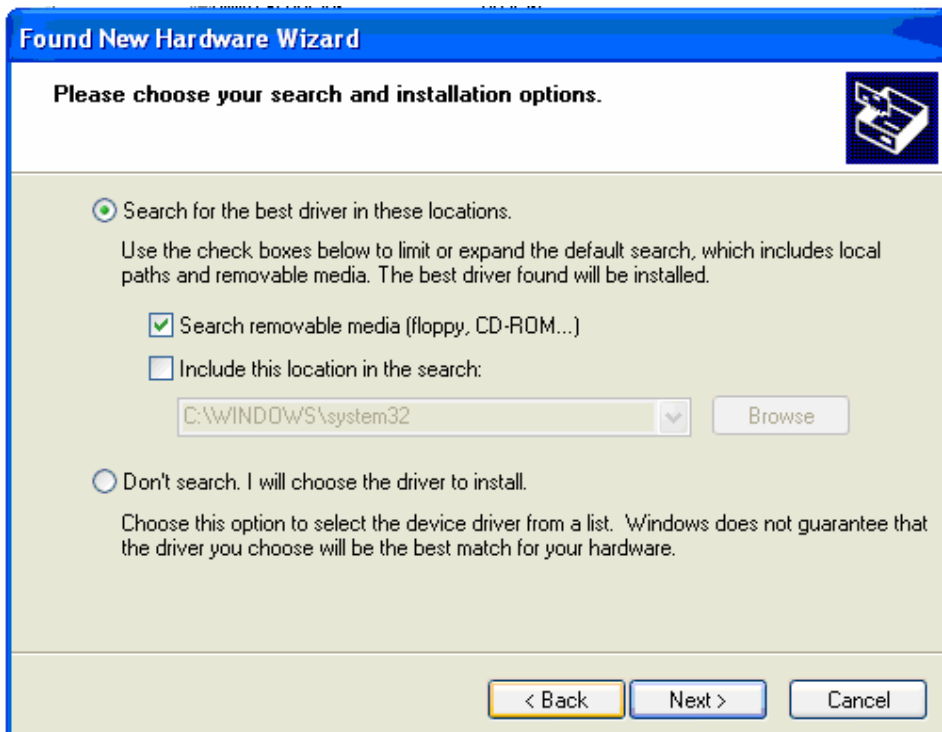 Found New Hardware Wizard
Please choose your search and installation options.
Search for the best driver in these locations.
Use the check boxes below to limit or expand the default search, which includes local
paths and removable media. The best driver found will be installed.
Search removable media (floppy, CD-ROM...)
Include this location in the search:
C:\WINDOWS\system32
Browse
Don't search. I will choose the driver to install.
Choose this option to select the device driver from a list. Windows does not guarantee that
the driver you choose will be the best match for your hardware.
< Back Next > Cancel